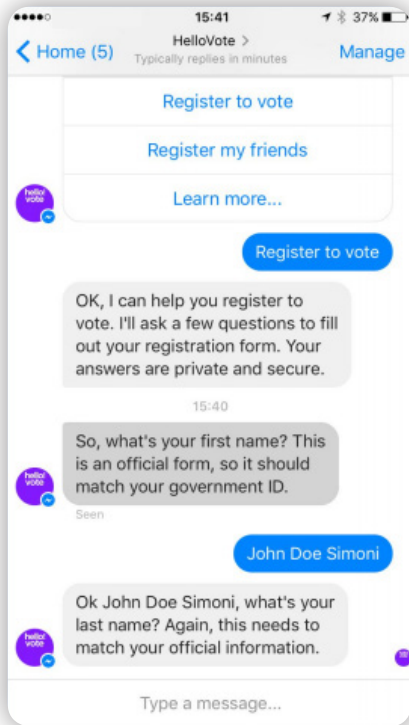 15:41
37%
Home (5)
HelloVote >
Typically replies in minutes
Manage
Register to vote
Register my friends
Learn more...
hello!
vote
Register to vote
OK, I can help you register to
vote. I'll ask a few questions to fill
out your registration form. Your
answers are private and secure.
15:40
So, what's your first name? This
is an official form, so it should
match your government ID.
hello!
vote
Seen
John Doe Simoni
Ok John Doe Simoni, what's your
last name? Again, this needs to
match your official information.
hello!
vote
Type a message...